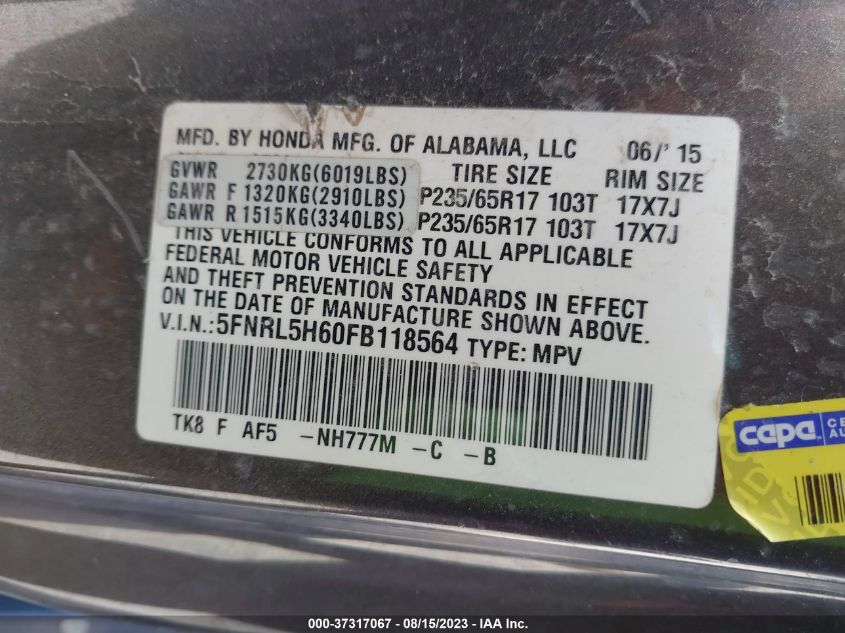 MFD. BY HONDA MFG. OF ALABAMA, LLC 06/'15
GVWR 2730KG(6019LBS) TIRE SIZE RIM SIZE
GAWR F 1320KG(2910LBS) P235/65R17 103T 17X7J
GAWR R 1515KG(3340LBS) P235/65R17 103T 17X7J
THIS VEHICLE CONFORMS TO ALL APPLICABLE
FEDERAL MOTOR VEHICLE SAFETY
AND THEFT PREVENTION STANDARDS IN EFFECT
ON THE DATE OF MANUFACTURE SHOWN ABOVE.
V.I.N.:5FNRL5H60FB118564 TYPE: MPV
TK8 F AF5 -NH777M -C -B
capa
000-37317067 - 08/15/2023 - IAA Inc.